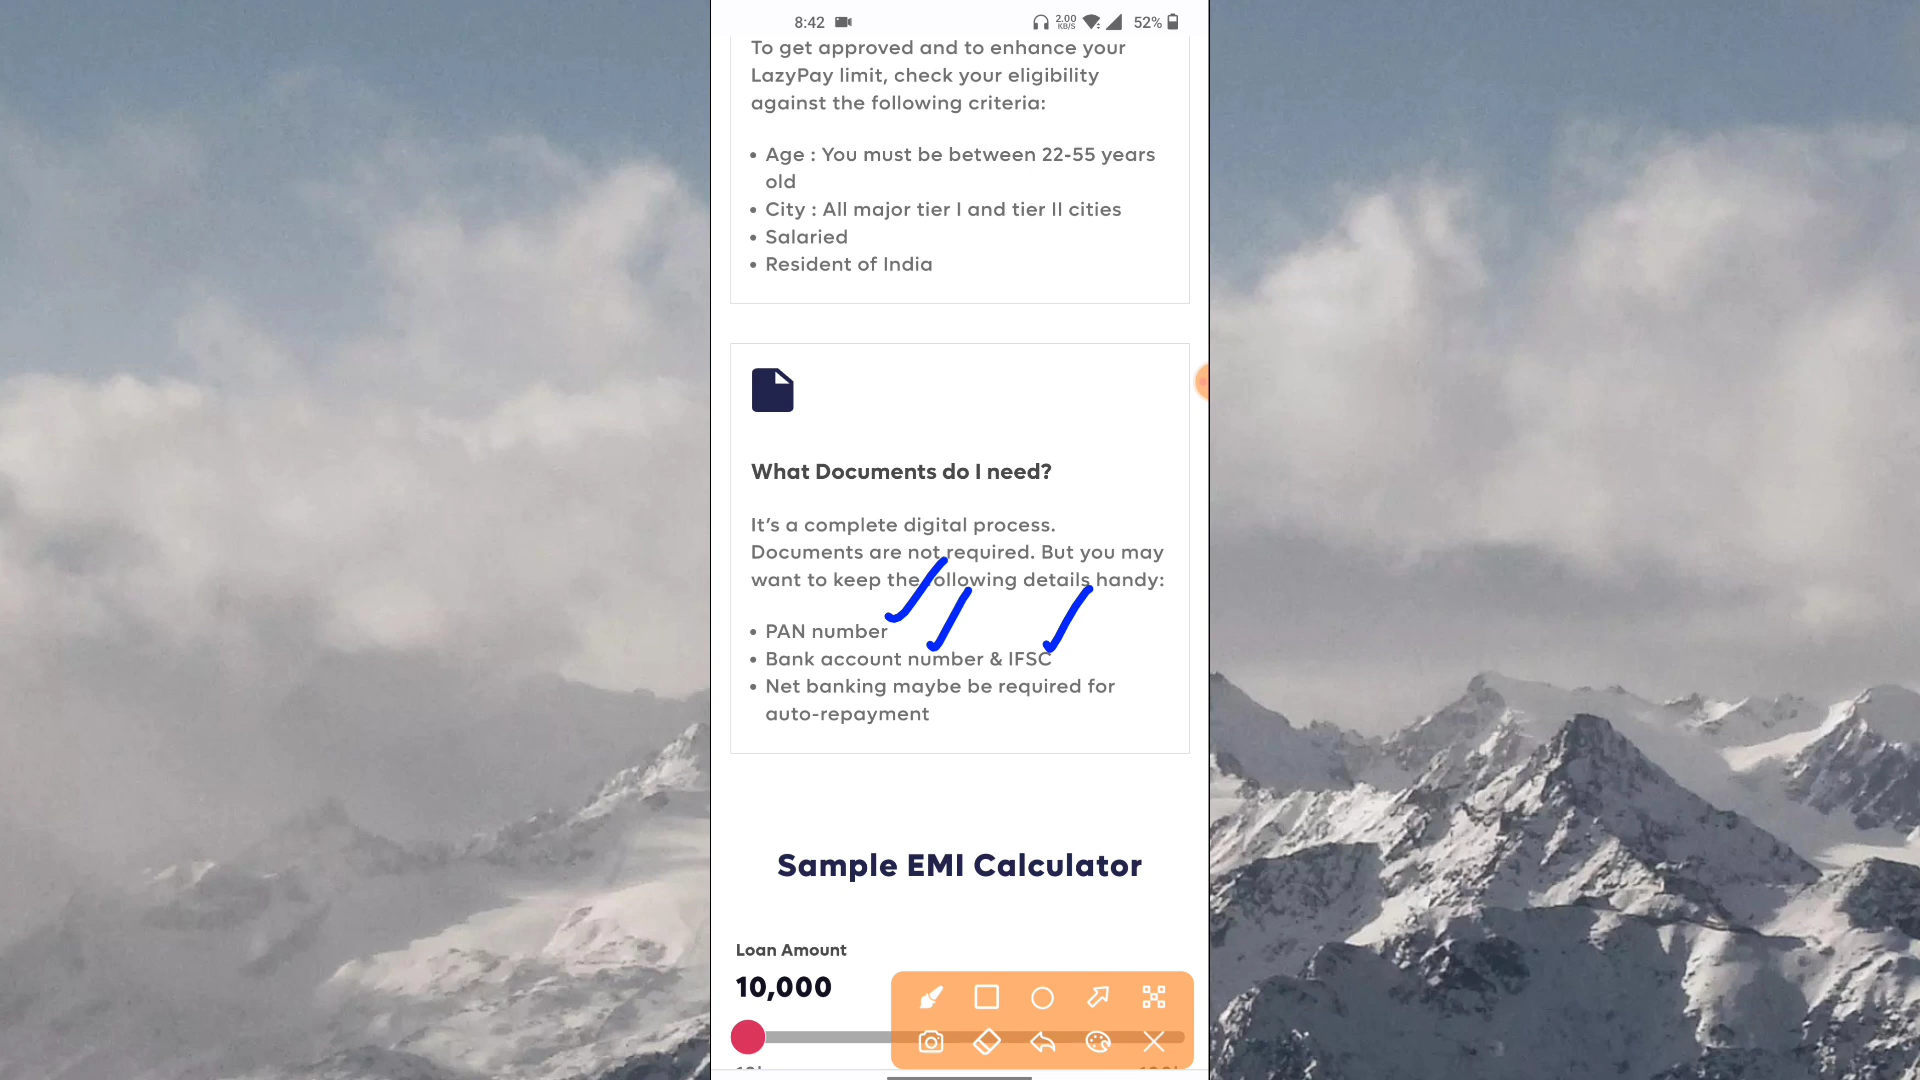 8:42
2.00
KB/S
52%
To get approved and to enhance your
LazyPay limit, check your eligibility
against the following criteria:
• Age : You must be between 22-55 years
old
• City : All major tier I and tier II cities
• Salaried
• Resident of India
What Documents do I need?
It's a complete digital process.
Documents are not required. But you may
want to keep the following details handy:
• PAN number
• Bank account number & IFSC
• Net banking maybe be required for
auto-repayment
Sample EMI Calculator
Loan Amount
10,000